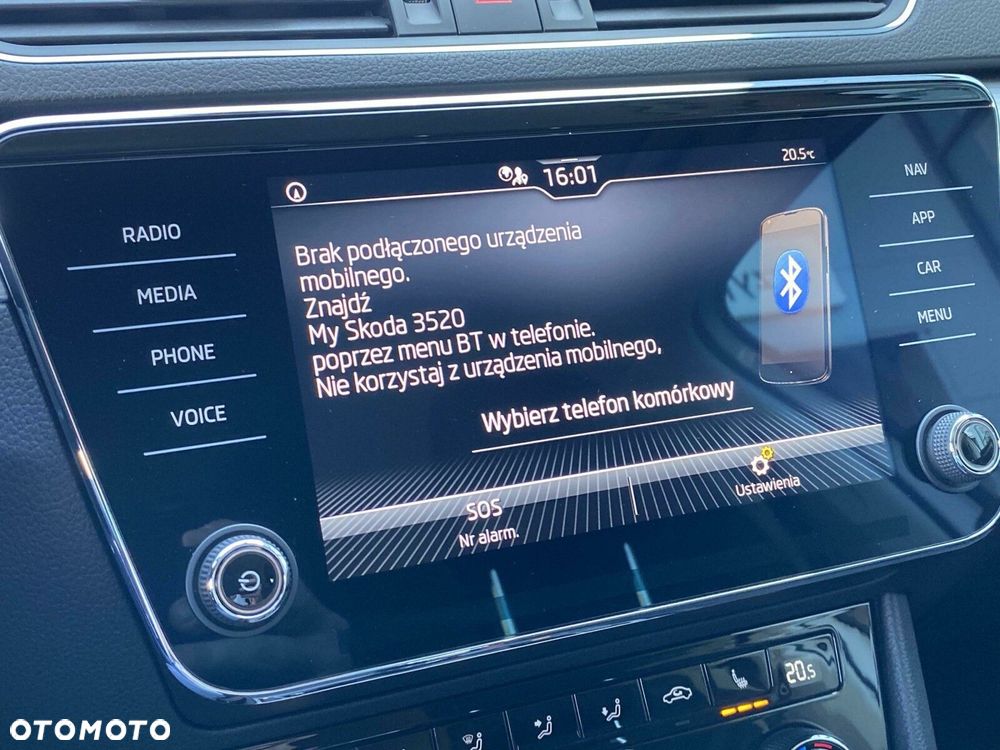 16:01
20.5°C
RADIO
MEDIA
PHONE
VOICE
Brak podłączonego urządzenia
mobilnego.
Znajdź
My Skoda 3520
poprzez menu BT w telefonie.
Nie korzystaj z urządzenia mobilnego,
Wybierz telefon komórkowy
SOS
Nr alarm.
Ustawienia
NAV
APP
CAR
MENU
20.5
OTOMOTO